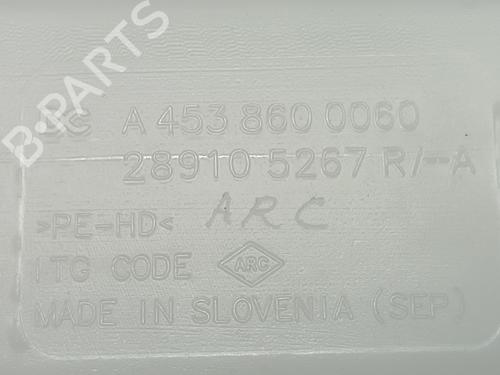 B-PARTS
A 453 860 0060
28910 5267 R/--A
>PE-HD< ARC
ITG CODE ARC
MADE IN SLOVENIA (SEP)